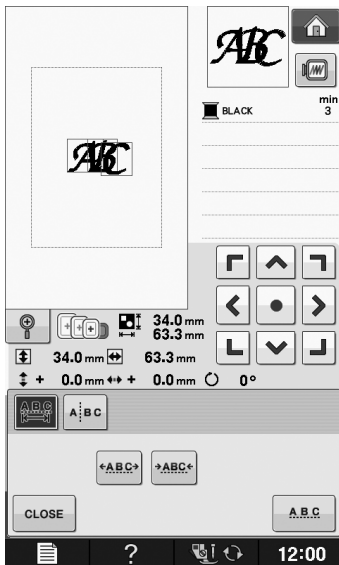 ABC
BLACK
min
3
ABC
34.0 mm
63.3 mm
34.0 mm 63.3 mm
+ 0.0 mm + 0.0 mm 0°
ABC A B C
ABC ABC
CLOSE ABC
? 12:00